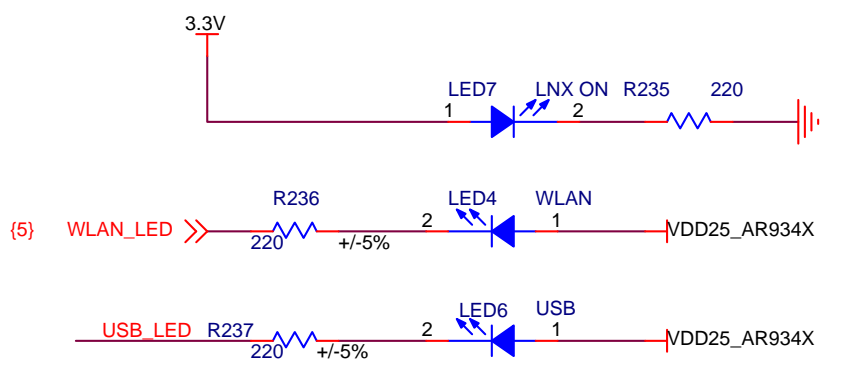 3.3V
LED7 LNX ON R235 220
1 2
R236 LED4 WLAN
{5} WLAN_LED 220 +/-5% 2 1 VDD25_AR934X
LED6 USB
USB_LED R237 220 +/-5% 2 1 VDD25_AR934X